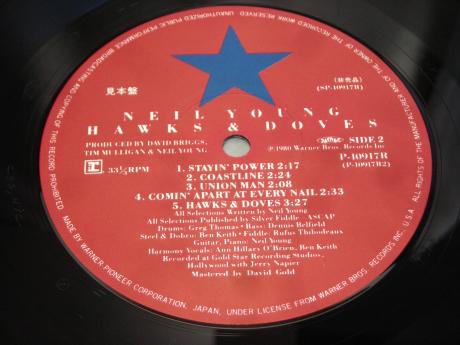 UNAUTHORIZED PUBLIC PERFORMANCE, BROADCASTING AND COPYING OF THIS RECORD PROHIBITED
ALL RIGHTS OF THE MANUFACTURER AND OF THE OWNER OF THE RECORDED WORK RESERVED
見本盤
(非売品)
(SP-10917R)
NEIL YOUNG
HAWKS & DOVES
PRODUCED BY DAVID BRIGGS,
TIM MULLIGAN & NEIL YOUNG
SIDE 2
℗1980 Warner Bros. Records Inc
P-10917R
(P-10917R2)
33⅓RPM
1. STAYIN' POWER 2:17
2. COASTLINE 2:24
3. UNION MAN 2:08
4. COMIN' APART AT EVERY NAIL 2:33
5. HAWKS & DOVES 3:27
All Selections Written by Neil Young
All Selections Published by Silver Fiddle ASCAP
Drums: Greg Thomas • Bass: Dennis Belfield
Steel & Dobro: Ben Keith • Fiddle: Rufus Thibodeaux
Guitar, Piano: Neil Young
Harmony Vocals: Ann Hillary O'Brien, Ben Keith
Recorded at Gold Star Recording Studios,
Hollywood with Jerry Napier
Mastered by David Gold
MADE BY WARNER-PIONEER CORPORATION, JAPAN, UNDER LICENSE FROM WARNER BROS. RECORDS INC., U.S.A.